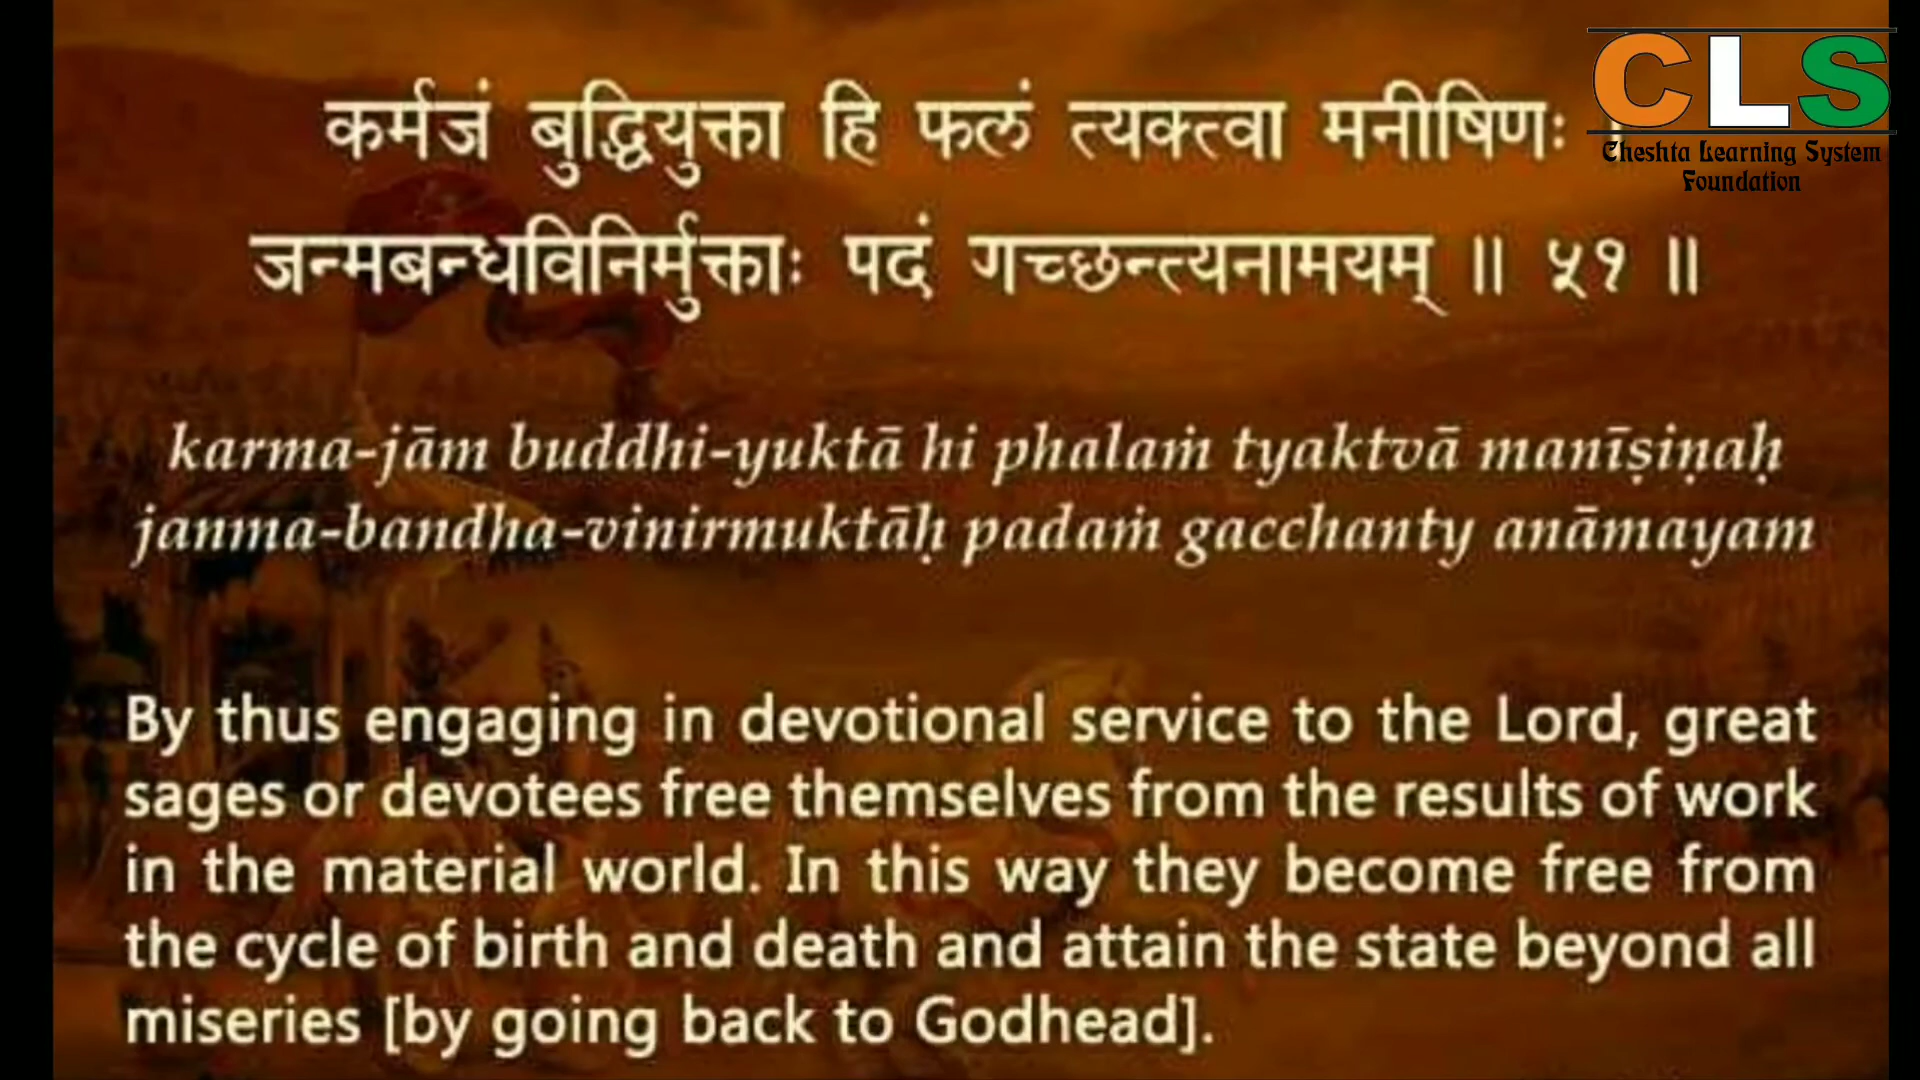 कर्मजं बुद्धियुक्ता हि फलं त्यक्त्वा मनीषिणः ।
CLS
Cheshta Learning System
Foundation
जन्मबन्धविनिर्मुक्ताः पदं गच्छन्त्यनामयम् ॥ ५१ ॥
karma-jām buddhi-yuktā hi phalaṁ tyaktvā manīṣiṇaḥ
janma-bandha-vinirmuktāḥ padaṁ gacchanty anāmayam
By thus engaging in devotional service to the Lord, great
sages or devotees free themselves from the results of work
in the material world. In this way they become free from
the cycle of birth and death and attain the state beyond all
miseries [by going back to Godhead].